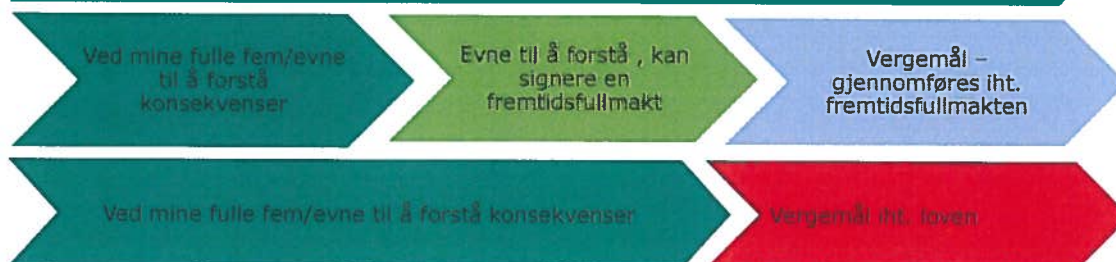 Ved mine fulle fem/evne
til å forstå
konsekvenser
Evne til å forstå , kan
signere en
fremtidsfullmakt
Vergemål –
gjennomføres iht.
fremtidsfullmakten
Ved mine fulle fem/evne til å forstå konsekvenser
Vergemål iht. loven